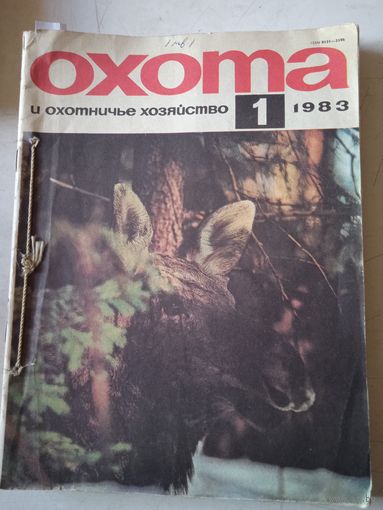 охота
и охотничье хозяйство 1 1983